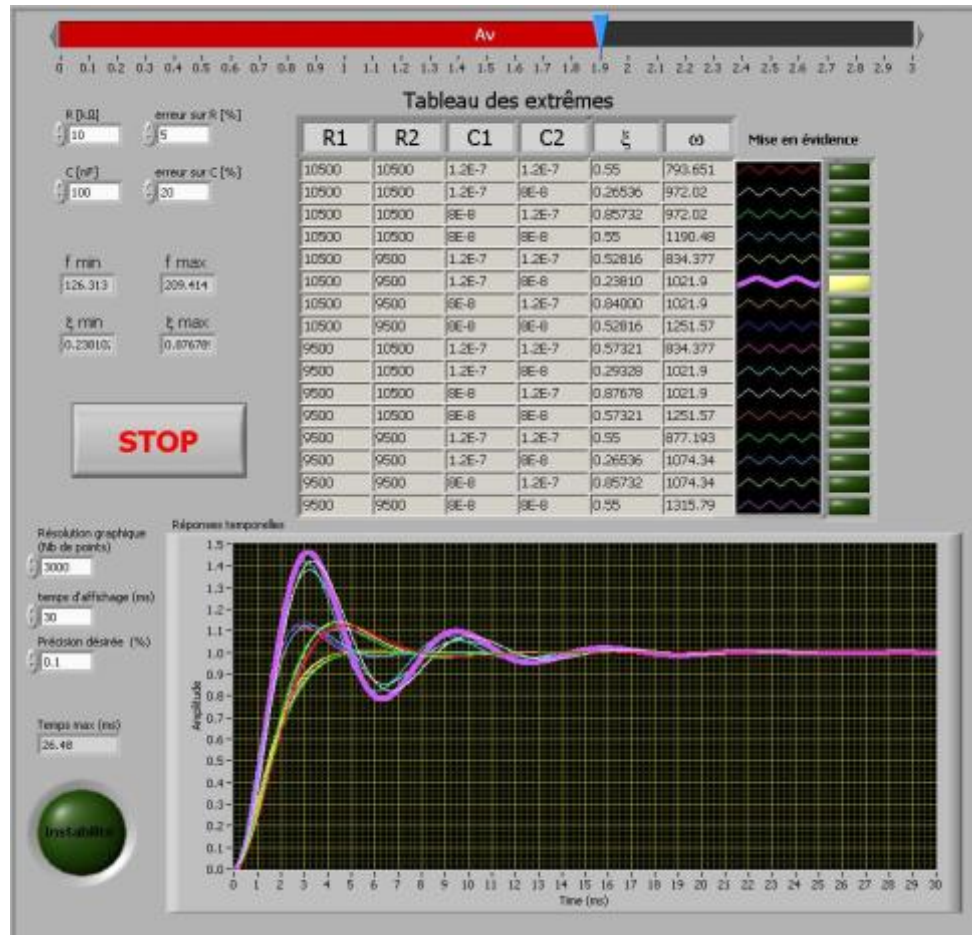 Av
0 0.1 0.2 0.3 0.4 0.5 0.6 0.7 0.8 0.9 1 1.1 1.2 1.3 1.4 1.5 1.6 1.7 1.8 1.9 2 2.1 2.2 2.3 2.4 2.5 2.6 2.7 2.8 2.9 3
R [kΩ] erreur sur R [%]
10 5
C [nF] erreur sur C [%]
100 20
f min f max
126.313 209.414
ξ min ξ max
0.23810 0.87678
STOP
Tableau des extrêmes
R1 R2 C1 C2 ξ ω Mise en évidence
10500 10500 1.2E-7 1.2E-7 0.55 793.651
10500 10500 1.2E-7 8E-8 0.26536 972.02
10500 10500 8E-8 1.2E-7 0.85732 972.02
10500 10500 8E-8 8E-8 0.55 1190.48
10500 9500 1.2E-7 1.2E-7 0.52816 834.377
10500 9500 1.2E-7 8E-8 0.23810 1021.9
10500 9500 8E-8 1.2E-7 0.84000 1021.9
10500 9500 8E-8 8E-8 0.52816 1251.57
9500 10500 1.2E-7 1.2E-7 0.57321 834.377
9500 10500 1.2E-7 8E-8 0.29328 1021.9
9500 10500 8E-8 1.2E-7 0.87678 1021.9
9500 10500 8E-8 8E-8 0.57321 1251.57
9500 9500 1.2E-7 1.2E-7 0.55 877.193
9500 9500 1.2E-7 8E-8 0.26536 1074.34
9500 9500 8E-8 1.2E-7 0.85732 1074.34
9500 9500 8E-8 8E-8 0.55 1315.79
Résolution graphique
(Nb de points)
3000
temps d'affichage (ms)
30
Précision désirée (%)
0.1
Temps max (ms)
26.48
Instabilité
Réponses temporelles
1.5
1.4
1.3
1.2
1.1
1.0
0.9
0.8
0.7
0.6
0.5
0.4
0.3
0.2
0.1
0.0
Amplitude
0 1 2 3 4 5 6 7 8 9 10 11 12 13 14 15 16 17 18 19 20 21 22 23 24 25 26 27 28 29 30
Time (ms)